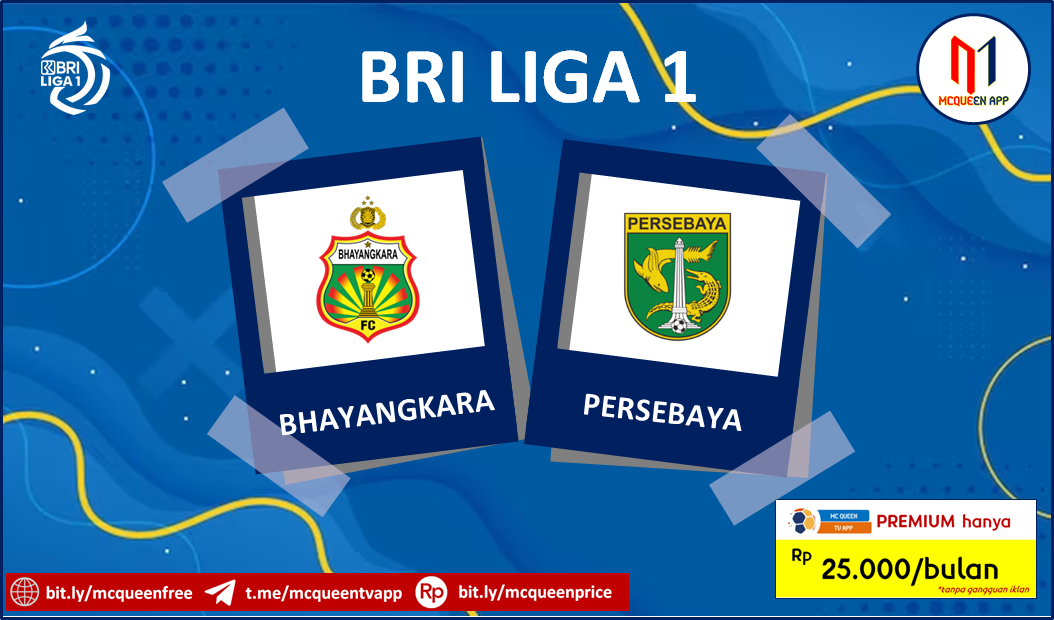 BRI
LIGA 1
BRI LIGA 1
MCQUEEN APP
BHAYANGKARA
FC
BHAYANGKARA
PERSEBAYA
PERSEBAYA
MC QUEEN
TU APP
PREMIUM hanya
Rp 25.000/bulan
*tanpa gangguan iklan
bit.ly/mcqueenfree
t.me/mcqueentvapp
Rp bit.ly/mcqueenprice